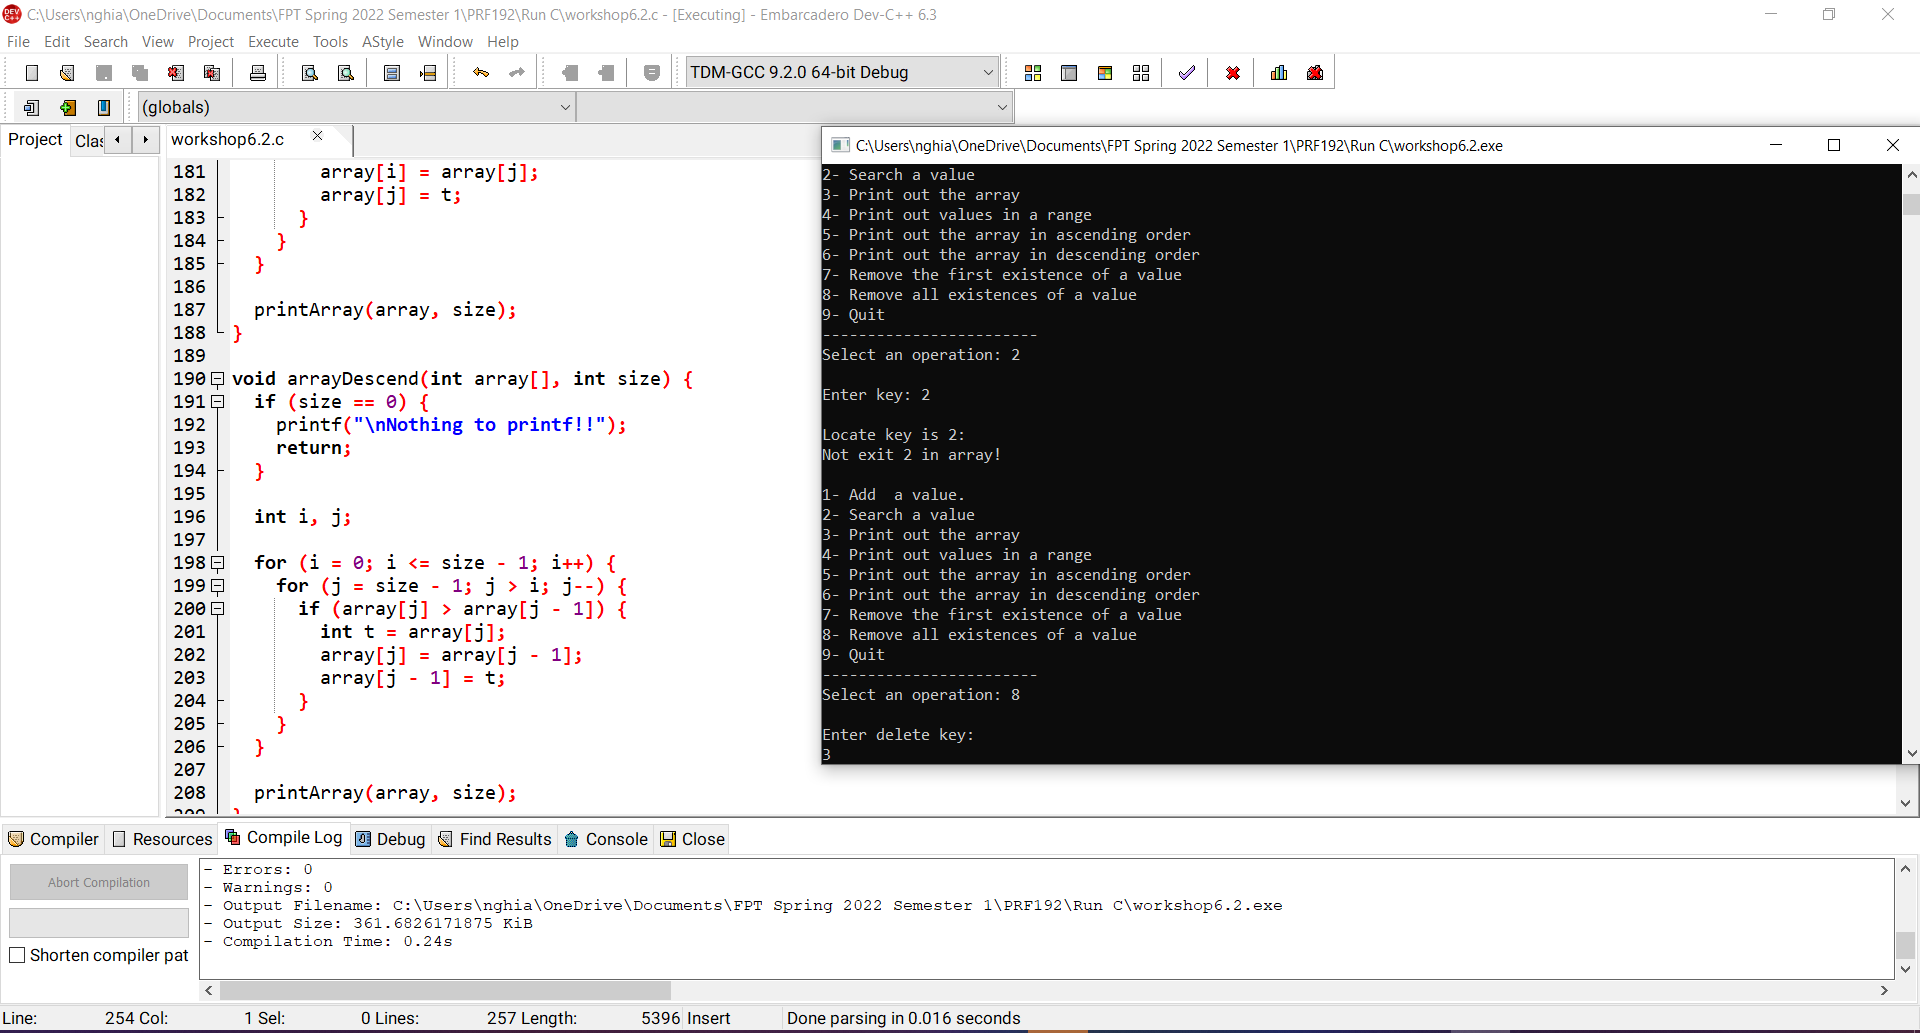 C:\Users\nghia\OneDrive\Documents\FPT Spring 2022 Semester 1\PRF192\Run C\workshop6.2.c - [Executing] - Embarcadero Dev-C++ 6.3
File Edit Search View Project Execute Tools AStyle Window Help
TDM-GCC 9.2.0 64-bit Debug
(globals)
Project Clas
workshop6.2.c
181 array[i] = array[j];
182 array[j] = t;
183 }
184 }
185 }
186
187 printArray(array, size);
188 }
189
190 void arrayDescend(int array[], int size) {
191 if (size == 0) {
192 printf("\nNothing to printf!!");
193 return;
194 }
195
196 int i, j;
197
198 for (i = 0; i <= size - 1; i++) {
199 for (j = size - 1; j > i; j--) {
200 if (array[j] > array[j - 1]) {
201 int t = array[j];
202 array[j] = array[j - 1];
203 array[j - 1] = t;
204 }
205 }
206 }
207
208 printArray(array, size);
209 }
C:\Users\nghia\OneDrive\Documents\FPT Spring 2022 Semester 1\PRF192\Run C\workshop6.2.exe
2- Search a value
3- Print out the array
4- Print out values in a range
5- Print out the array in ascending order
6- Print out the array in descending order
7- Remove the first existence of a value
8- Remove all existences of a value
9- Quit
------------------------
Select an operation: 2
Enter key: 2
Locate key is 2:
Not exit 2 in array!
1- Add  a value.
2- Search a value
3- Print out the array
4- Print out values in a range
5- Print out the array in ascending order
6- Print out the array in descending order
7- Remove the first existence of a value
8- Remove all existences of a value
9- Quit
------------------------
Select an operation: 8
Enter delete key:
3
Compiler Resources Compile Log Debug Find Results Console Close
Abort Compilation
Shorten compiler pat
- Errors: 0
- Warnings: 0
- Output Filename: C:\Users\nghia\OneDrive\Documents\FPT Spring 2022 Semester 1\PRF192\Run C\workshop6.2.exe
- Output Size: 361.6826171875 KiB
- Compilation Time: 0.24s
Line: 254 Col: 1 Sel: 0 Lines: 257 Length: 5396 Insert Done parsing in 0.016 seconds